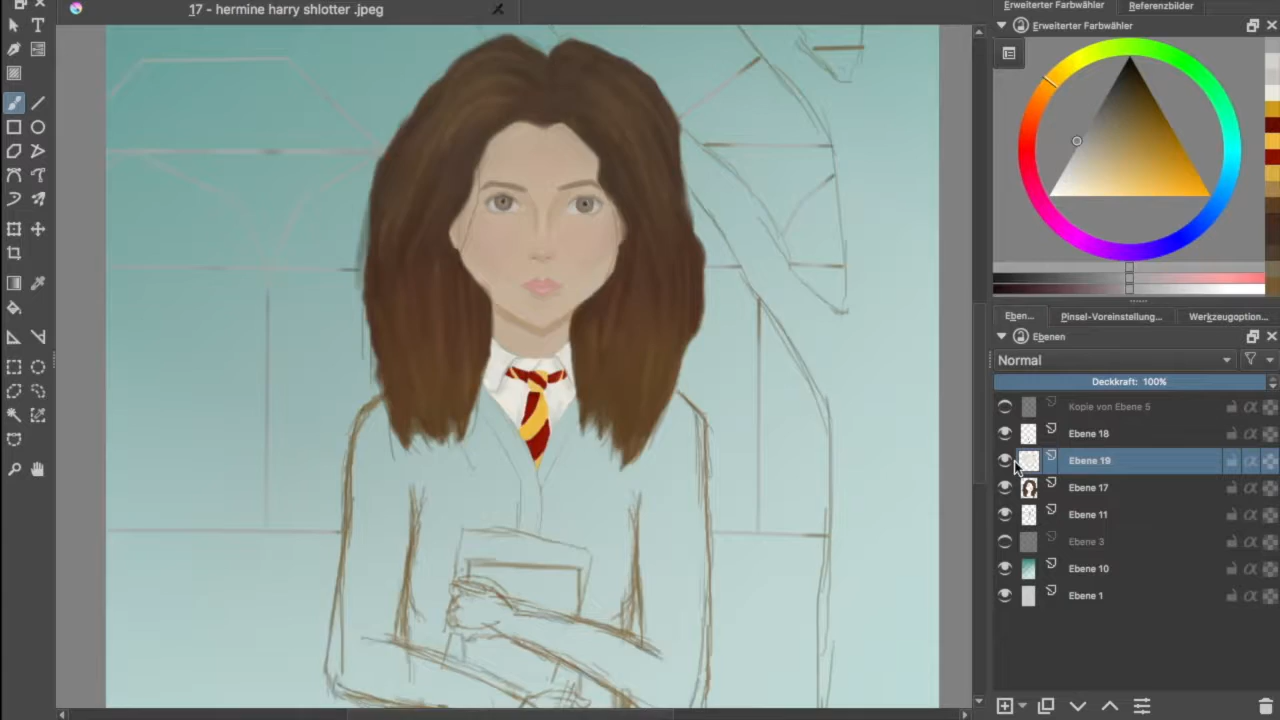 17 - hermine harry shlotter .jpeg
Erweiterter Farbwähler
Referenzbilder
Erweiterter Farbwähler
Eben...
Pinsel-Voreinstellung...
Werkzeugoption...
Ebenen
Normal
Deckkraft: 100%
Kopie von Ebene 5
Ebene 18
Ebene 19
Ebene 17
Ebene 11
Ebene 3
Ebene 10
Ebene 1